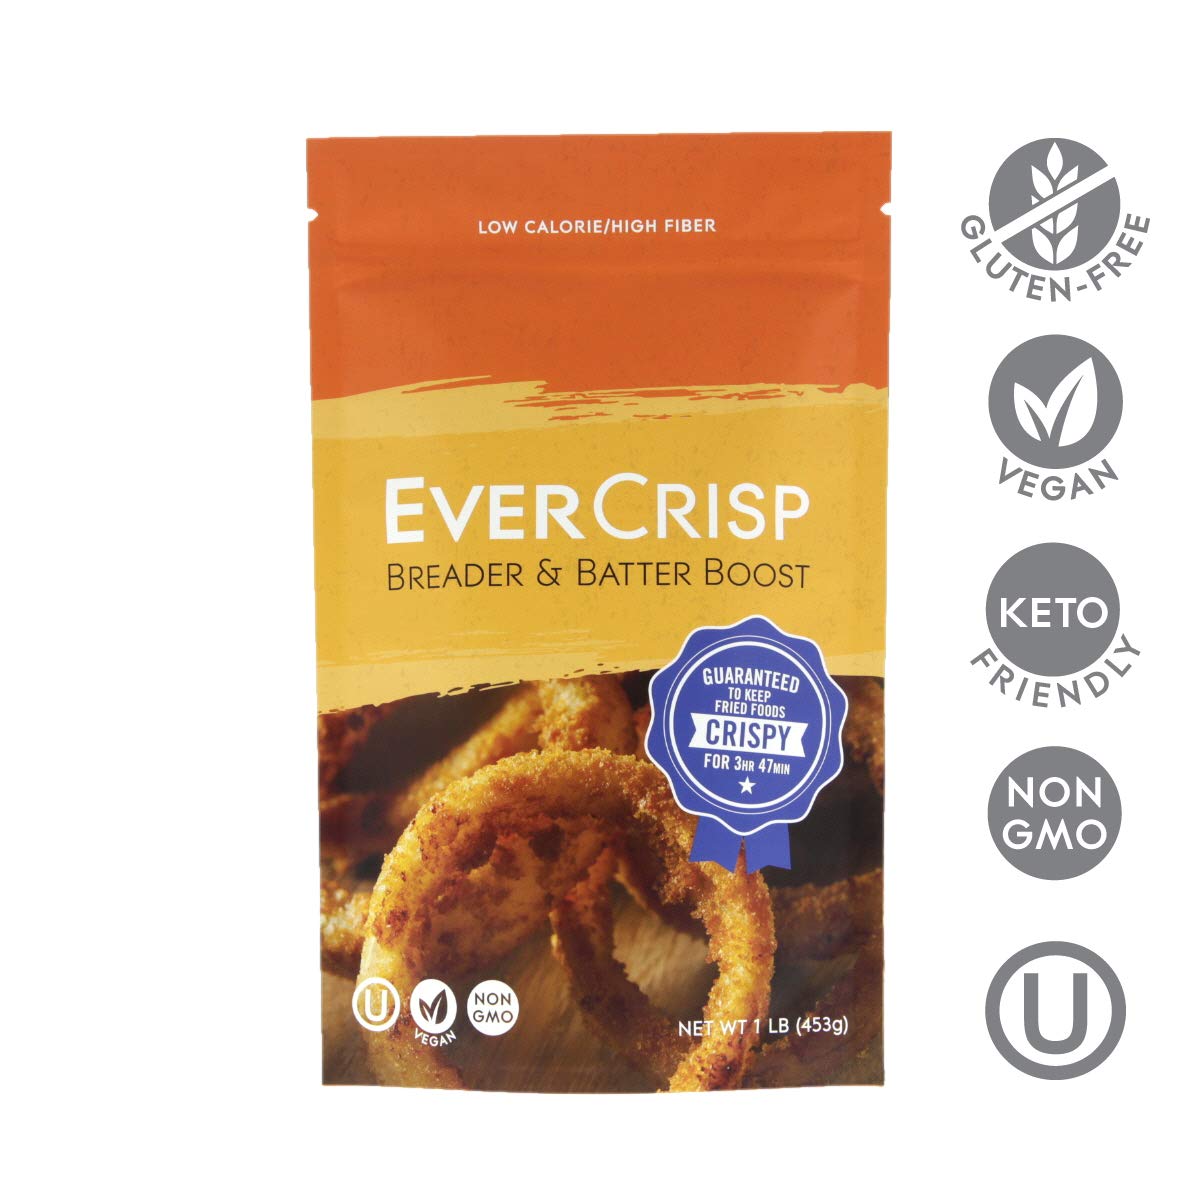 LOW CALORIE/HIGH FIBER
EVERCRISP
BREADER & BATTER BOOST
GUARANTEED
TO KEEP
FRIED FOODS
CRISPY
FOR 3HR 47MIN
U
VEGAN
NON
GMO
NET WT 1 LB (453g)
GLUTEN-FREE
VEGAN
KETO
FRIENDLY
NON
GMO
U